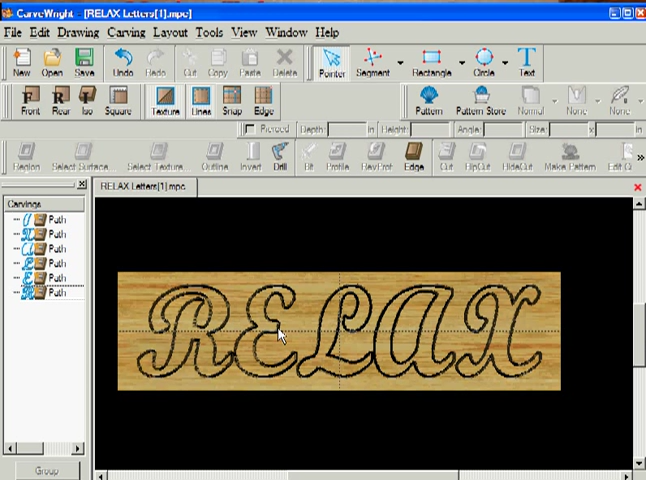 CarveWright - [RELAX Letters[1].mpc]
File Edit Drawing Carving Layout Tools View Window Help
New Open Save Undo Redo Cut Copy Paste Delete Pointer Segment Rectangle Circle Text
Front Rear Iso Square Texture Lines Snap Edge Pattern Pattern Store Normal None None
Pierced Depth: in Height: Angle: Size: x in
Region Select Surface Select Texture Outline Invert Drill Bit Profile RevProf Edge Cut FlipCut HideCut Make Pattern Edit
RELAX Letters[1].mpc
Carvings
Path
Path
Path
Path
Path
Path
RELAX
Group